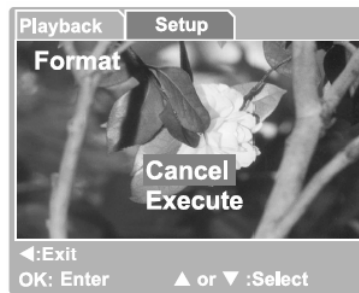 Playback Setup
Format
Cancel
Execute
◀:Exit
OK: Enter ▲ or ▼ :Select